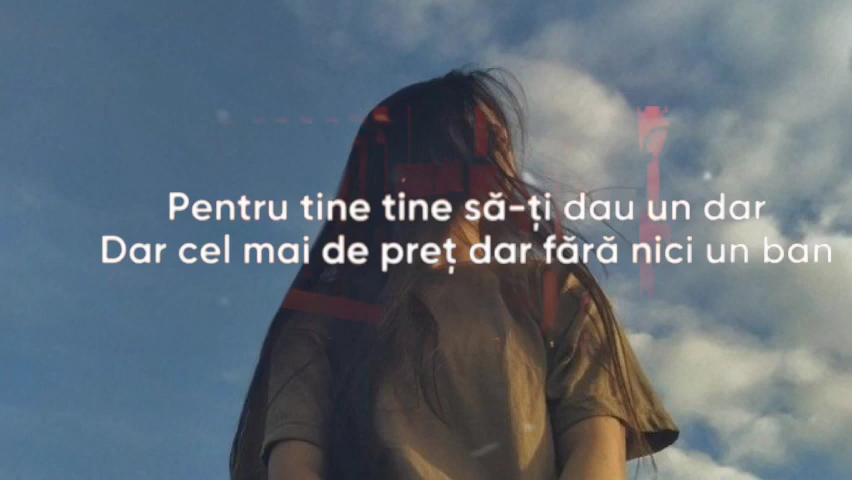 Pentru tine tine să-ți dau un dar
Dar cel mai de preț dar fără nici un ban